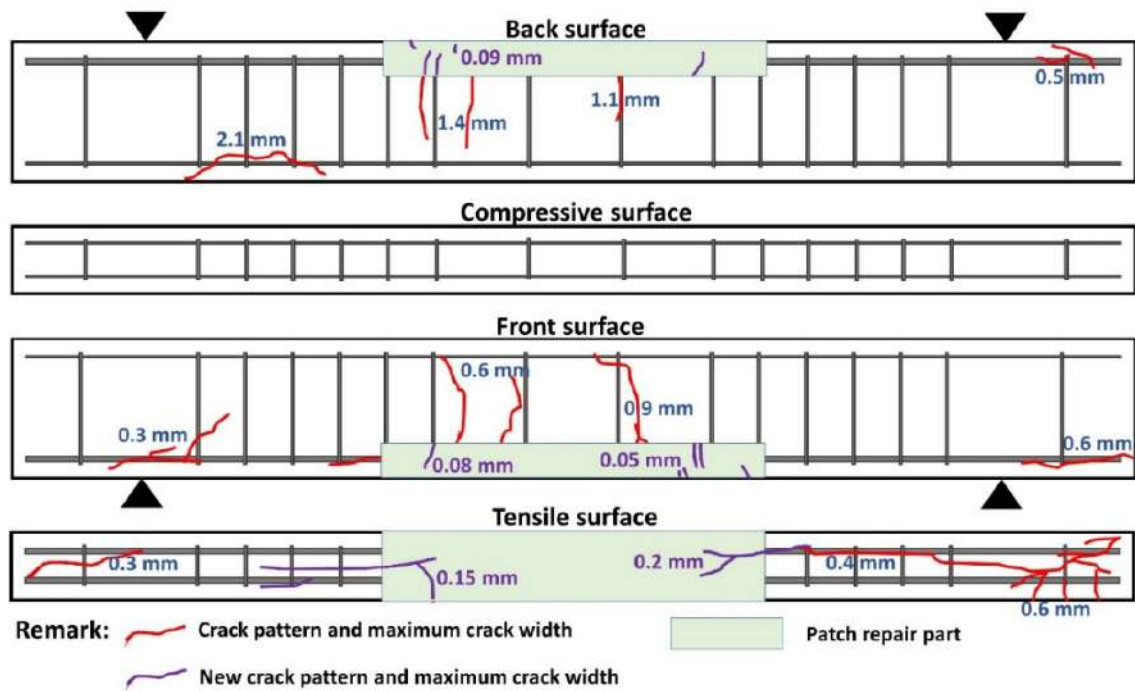 Back surface
0.09 mm
0.5 mm
1.1 mm
1.4 mm
2.1 mm
Compressive surface
Front surface
0.6 mm
0.9 mm
0.3 mm
0.6 mm
0.08 mm
0.05 mm
Tensile surface
0.3 mm
0.15 mm
0.2 mm
0.4 mm
0.6 mm
Remark:
Crack pattern and maximum crack width
Patch repair part
New crack pattern and maximum crack width